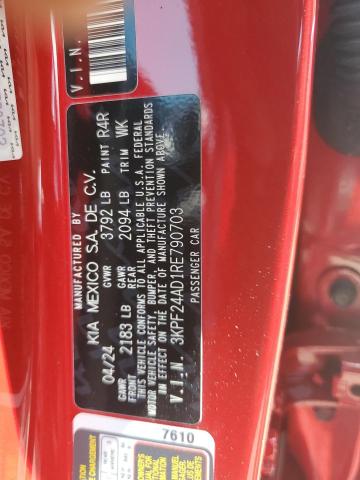 V.I.N.
MANUFACTURED BY
KIA MEXICO S.A. DE C.V.
04/24 GVWR 3792 LB PAINT R4R
GAWR FRONT 2183 LB GAWR REAR 2094 LB TRIM WK
THIS VEHICLE CONFORMS TO ALL APPLICABLE U.S.A. FEDERAL
MOTOR VEHICLE SAFETY, BUMPER, AND THEFT PREVENTION STANDARDS
IN EFFECT ON THE DATE OF MANUFACTURE SHOWN ABOVE.
V.I.N. 3KPF24AD1RE790703
PASSENGER CAR
7610